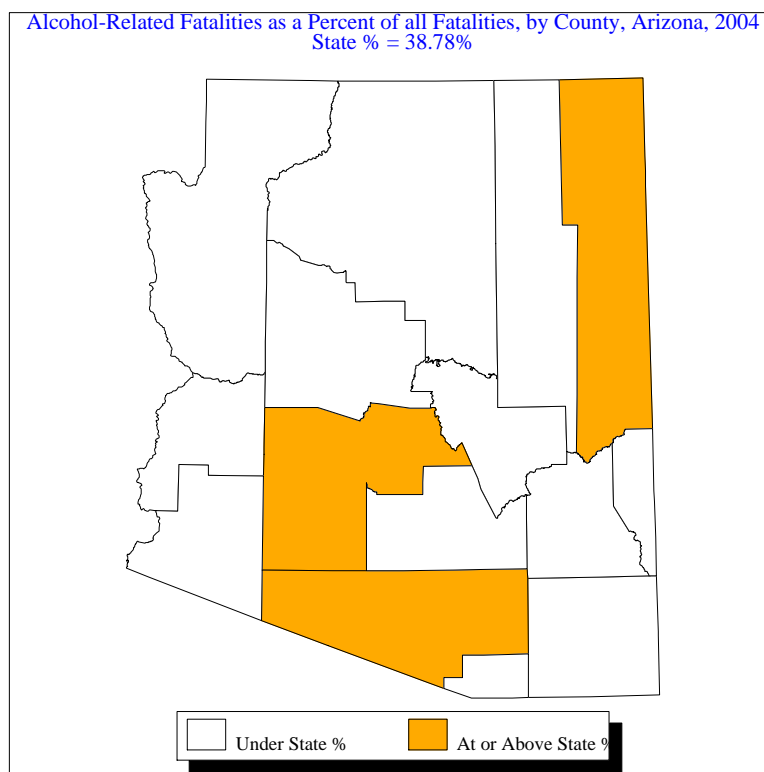 Alcohol-Related Fatalities as a Percent of all Fatalities, by County, Arizona, 2004
State % = 38.78%
Under State % At or Above State %